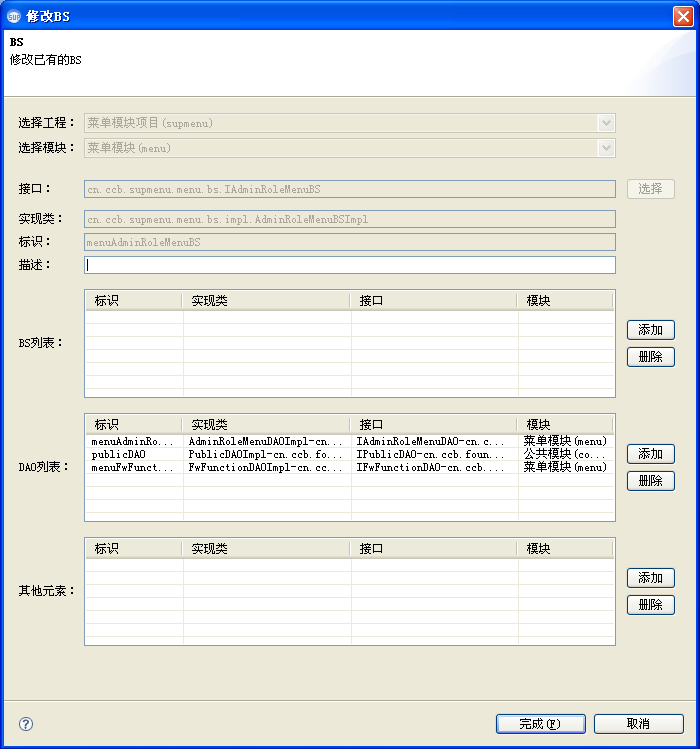 修改BS
BS
修改已有的BS
选择工程： 菜单模块项目(supmenu)
选择模块： 菜单模块(menu)
接口： cn.ccb.supmenu.menu.bs.IAdminRoleMenuBS 选择
实现类： cn.ccb.supmenu.menu.bs.impl.AdminRoleMenuBSImpl
标识： menuAdminRoleMenuBS
描述：
标识 实现类 接口 模块
BS列表： 添加
删除
标识 实现类 接口 模块
menuAdminRo... AdminRoleMenuDAOImpl-cn... IAdminRoleMenuDAO-cn.c... 菜单模块(menu)
publicDAO PublicDAOImpl-cn.ccb.fo... IPublicDAO-cn.ccb.foun... 公共模块(co...
menuFwFunct... FwFunctionDAOImpl-cn.cc... IFwFunctionDAO-cn.ccb.... 菜单模块(menu)
DAO列表： 添加
删除
标识 实现类 接口 模块
其他元素： 添加
删除
完成(F) 取消